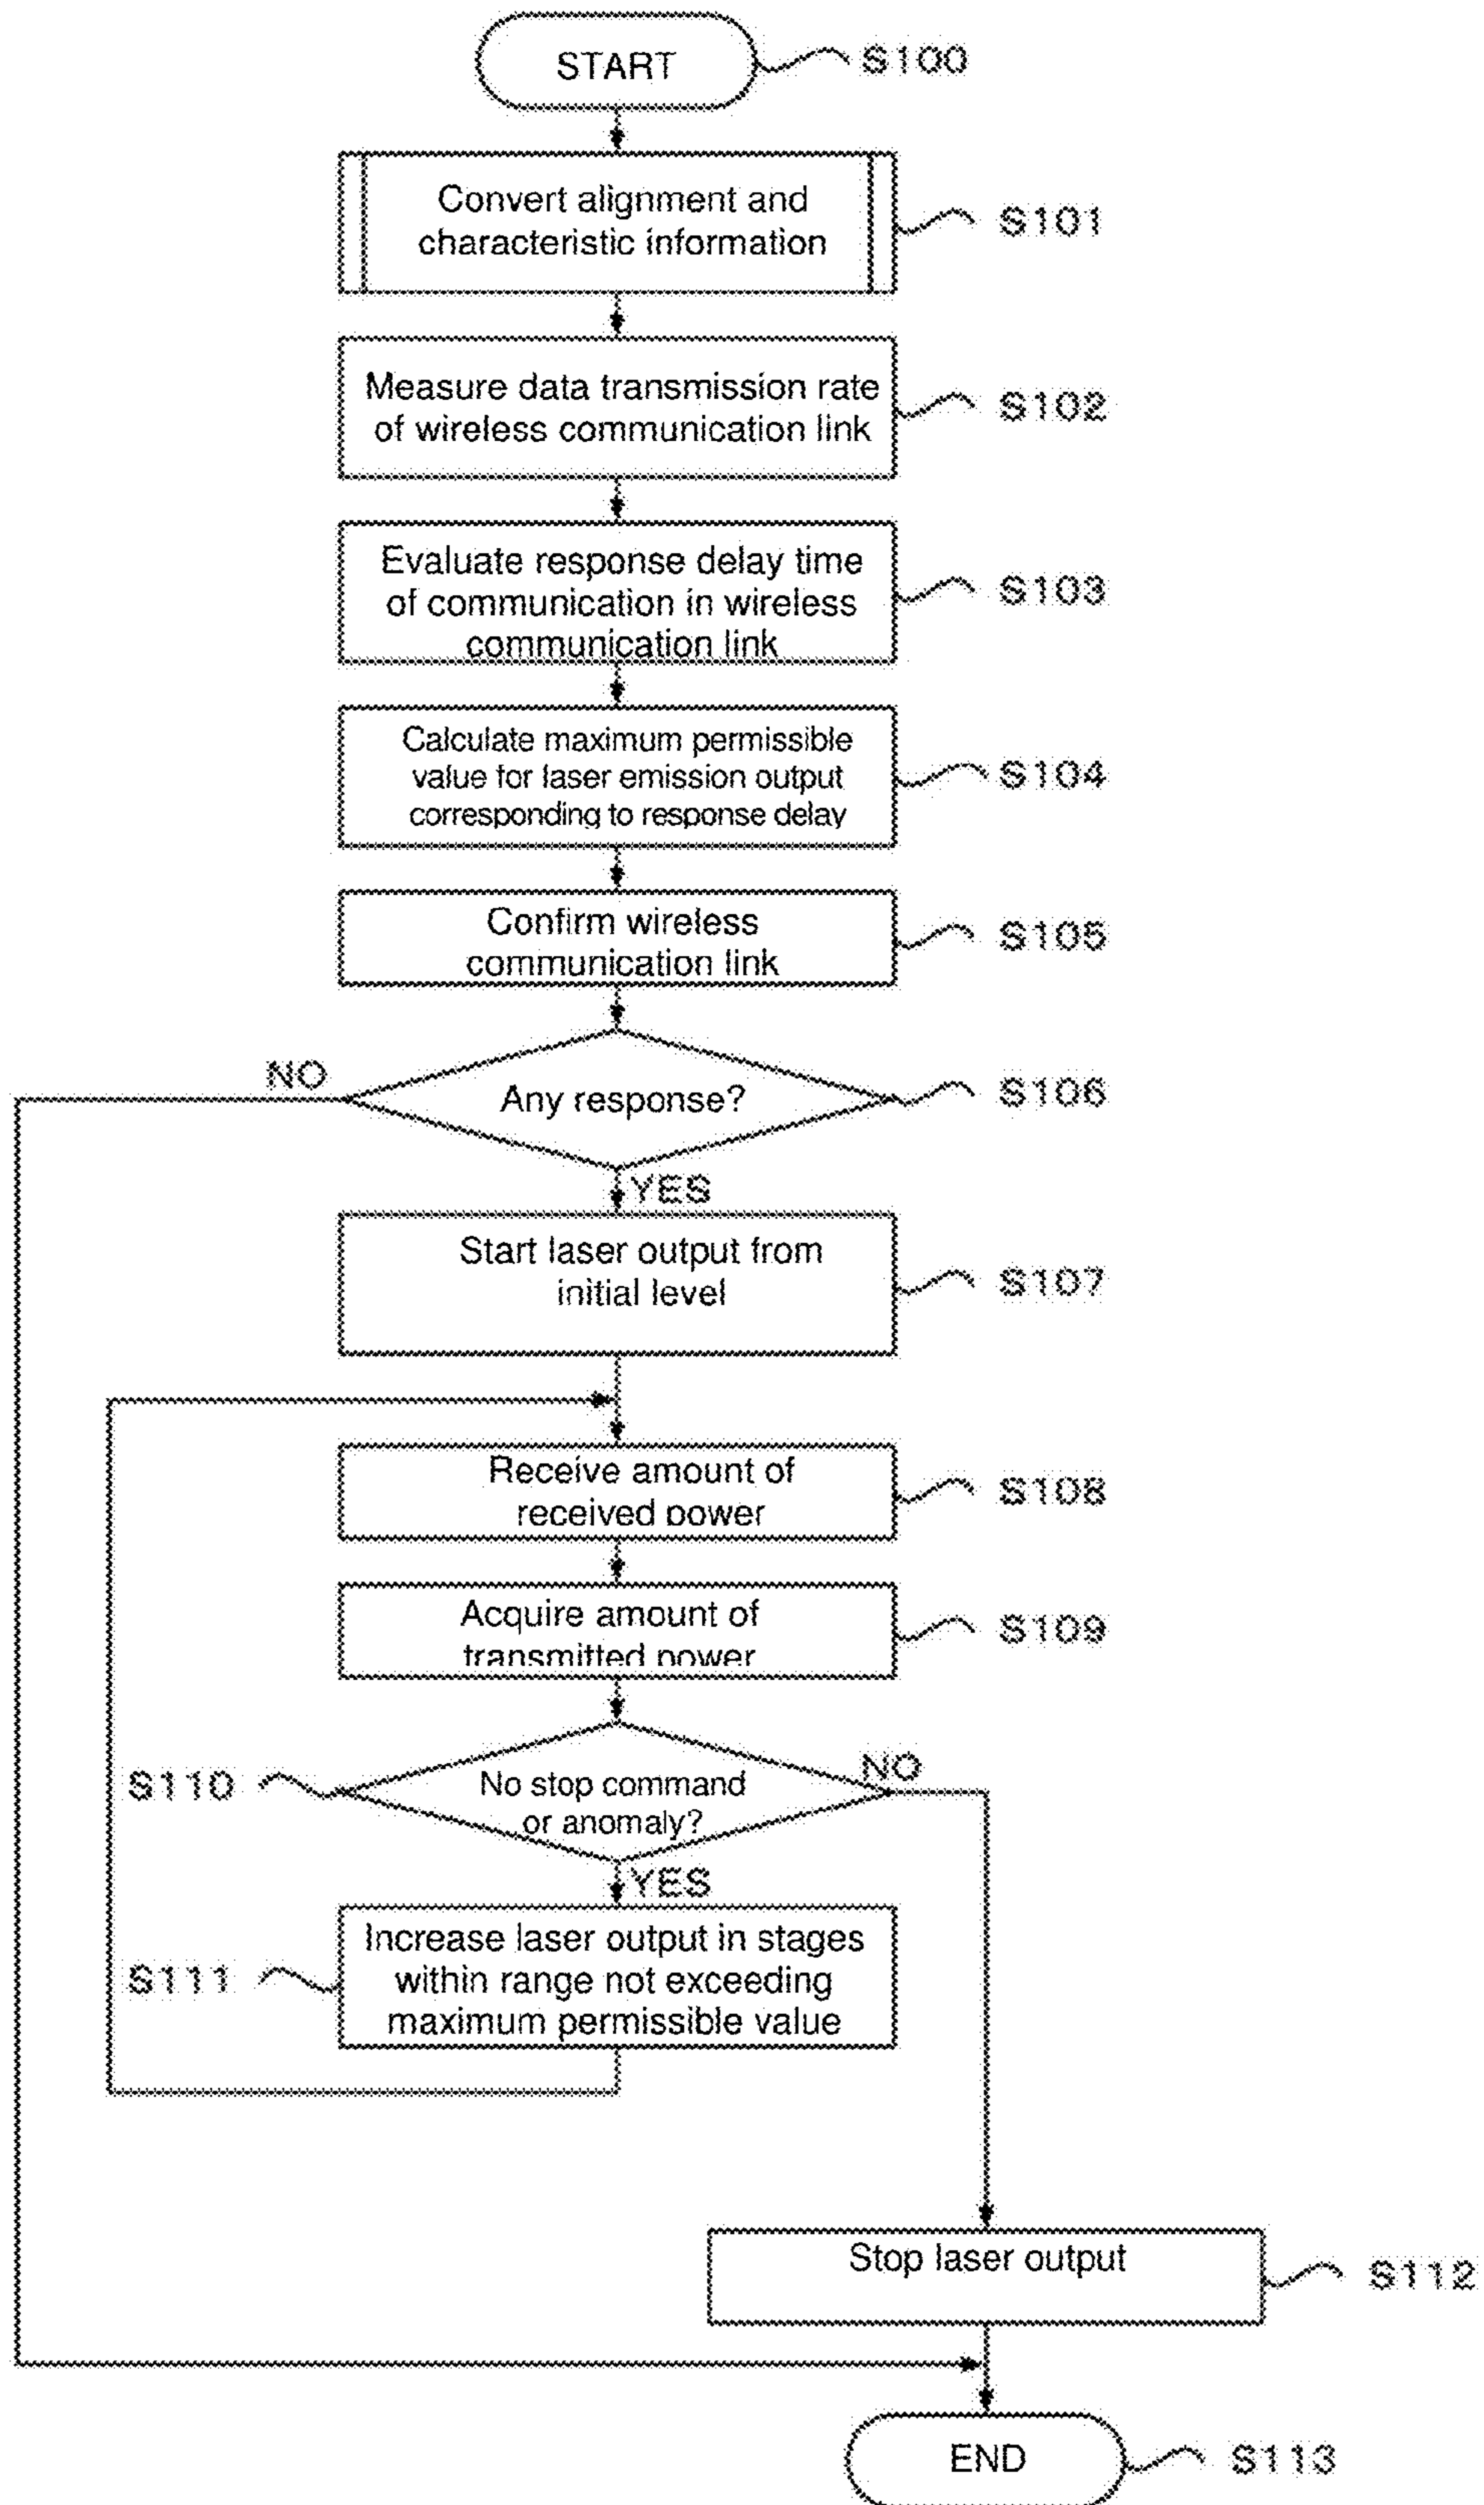 START
S100
Convert alignment and
characteristic information
S101
Measure data transmission rate
of wireless communication link
S102
Evaluate response delay time
of communication in wireless
communication link
S103
Calculate maximum permissible
value for laser emission output
corresponding to response delay
S104
Confirm wireless
communication link
S105
NO
Any response?
S106
YES
Start laser output from
initial level
S107
Receive amount of
received power
S108
Acquire amount of
transmitted power
S109
S110
No stop command
or anomaly?
NO
YES
S111
Increase laser output in stages
within range not exceeding
maximum permissible value
Stop laser output
S112
END
S113